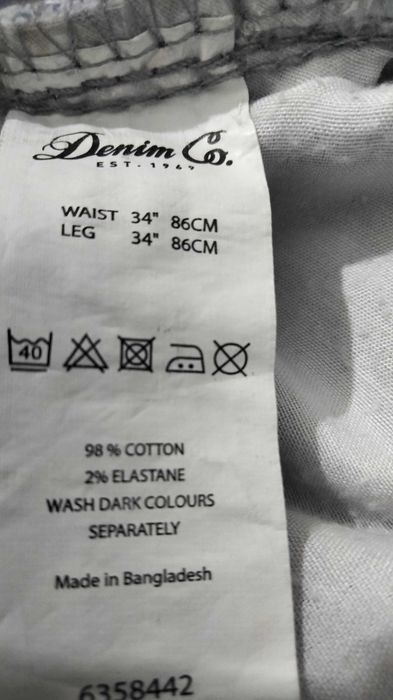 Denim Co.
EST. 1969
WAIST 34" 86CM
LEG 34" 86CM
40
98 % COTTON
2% ELASTANE
WASH DARK COLOURS
SEPARATELY
Made in Bangladesh
6358442